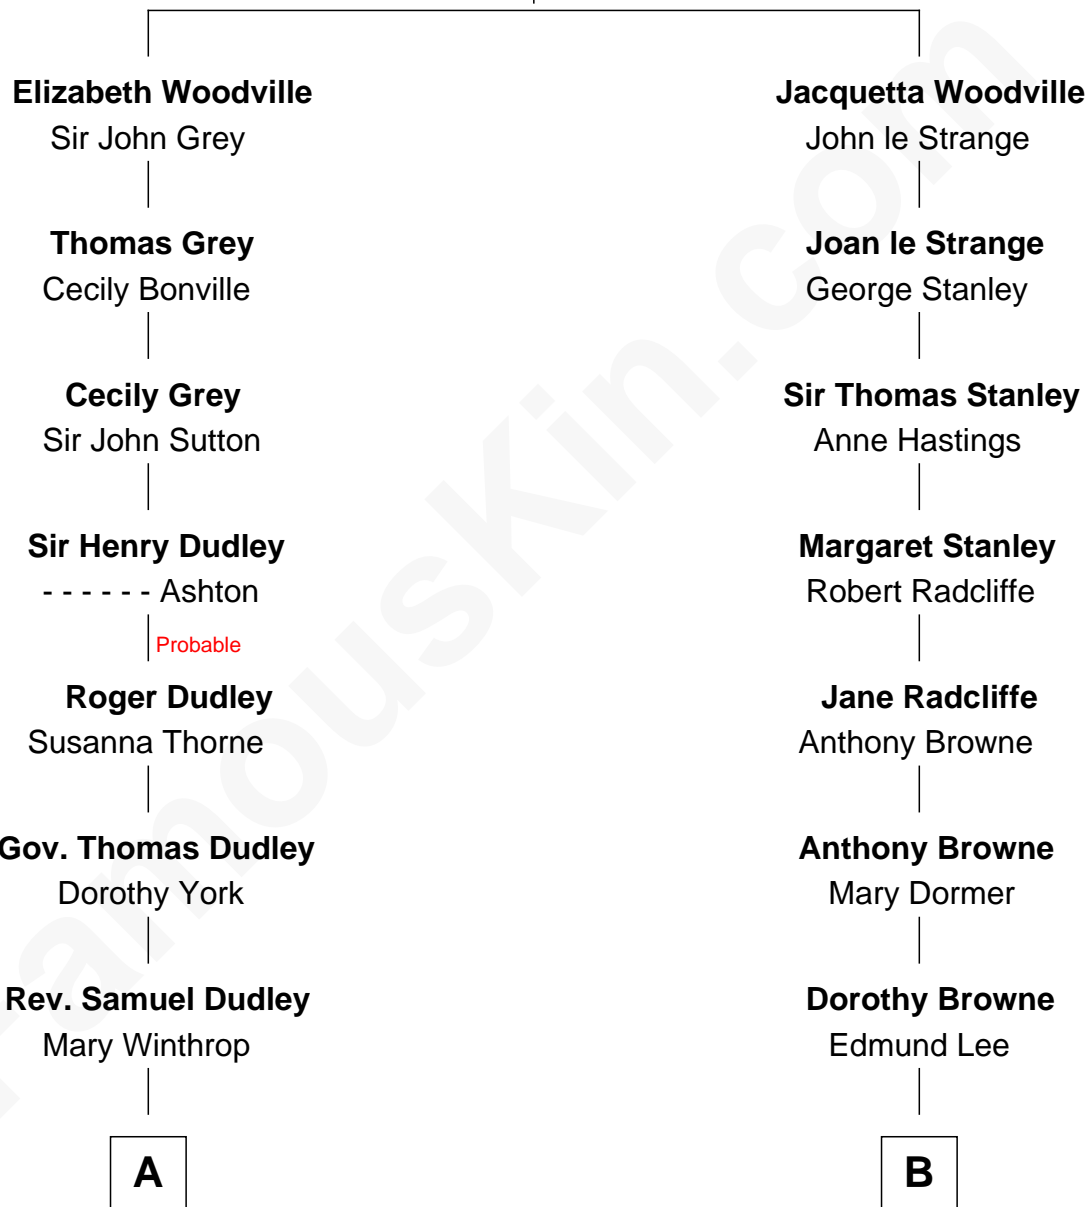 Elizabeth Woodville
Sir John Grey
Thomas Grey
Cecily Bonville
Cecily Grey
Sir John Sutton
Sir Henry Dudley
- - - - - - Ashton
Probable
Roger Dudley
Susanna Thorne
Gov. Thomas Dudley
Dorothy York
Rev. Samuel Dudley
Mary Winthrop
A
Jacquetta Woodville
John le Strange
Joan le Strange
George Stanley
Sir Thomas Stanley
Anne Hastings
Margaret Stanley
Robert Radcliffe
Jane Radcliffe
Anthony Browne
Anthony Browne
Mary Dormer
Dorothy Browne
Edmund Lee
B
FamousKin.com